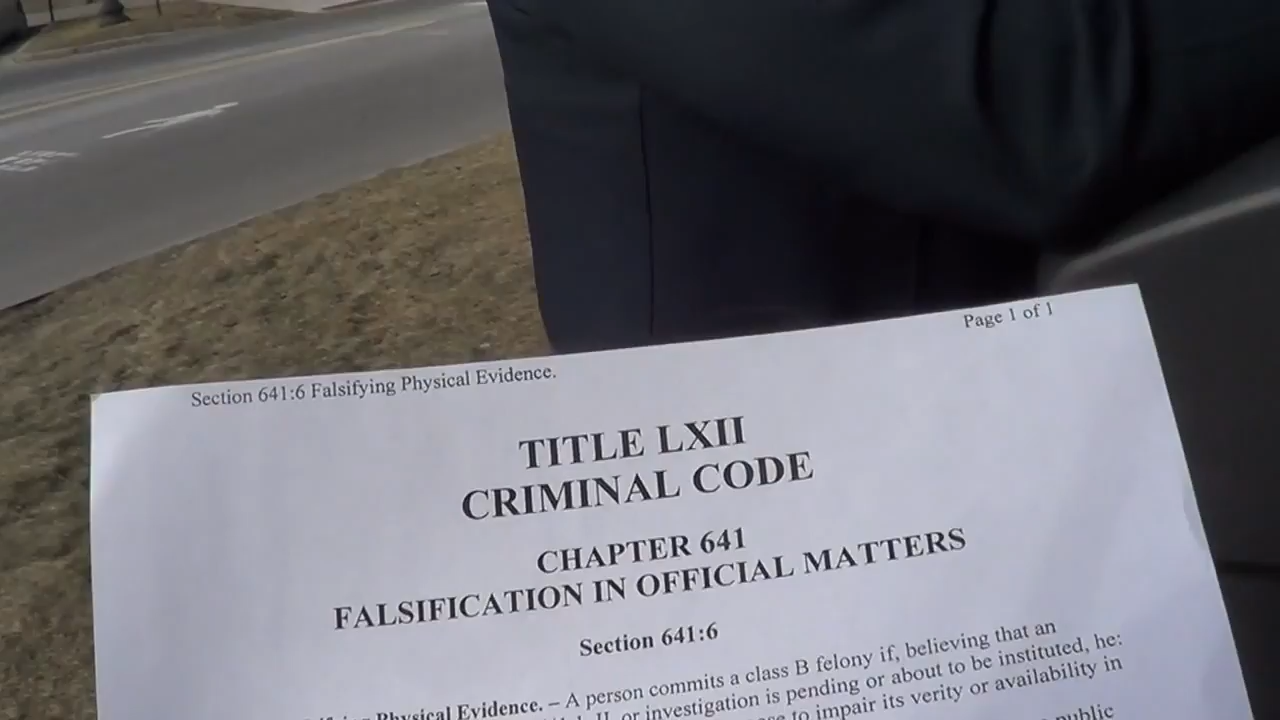 Page 1 of 1
Section 641:6 Falsifying Physical Evidence.
TITLE LXII
CRIMINAL CODE
CHAPTER 641
FALSIFICATION IN OFFICIAL MATTERS
Section 641:6
Physical Evidence. – A person commits a class B felony if, believing that an
II, or investigation is pending or about to be instituted, he:
to impair its verity or availability in
public